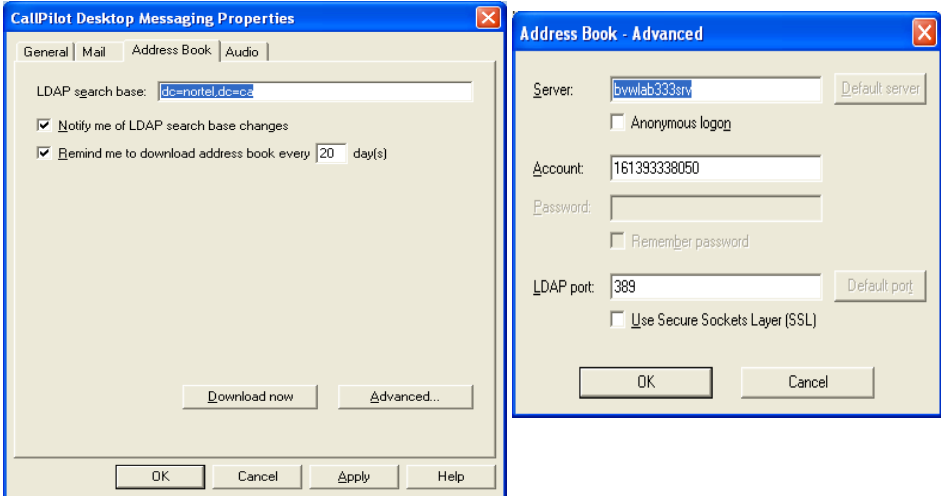 CallPilot Desktop Messaging Properties
General Mail Address Book Audio
LDAP search base: dc=nortel,dc=ca
Notify me of LDAP search base changes
Remind me to download address book every 20 day(s)
Download now Advanced...
OK Cancel Apply Help
Address Book - Advanced
Server: bvwlab333srv Default server
Anonymous logon
Account: 161393338050
Password:
Remember password
LDAP port: 389 Default port
Use Secure Sockets Layer (SSL)
OK Cancel